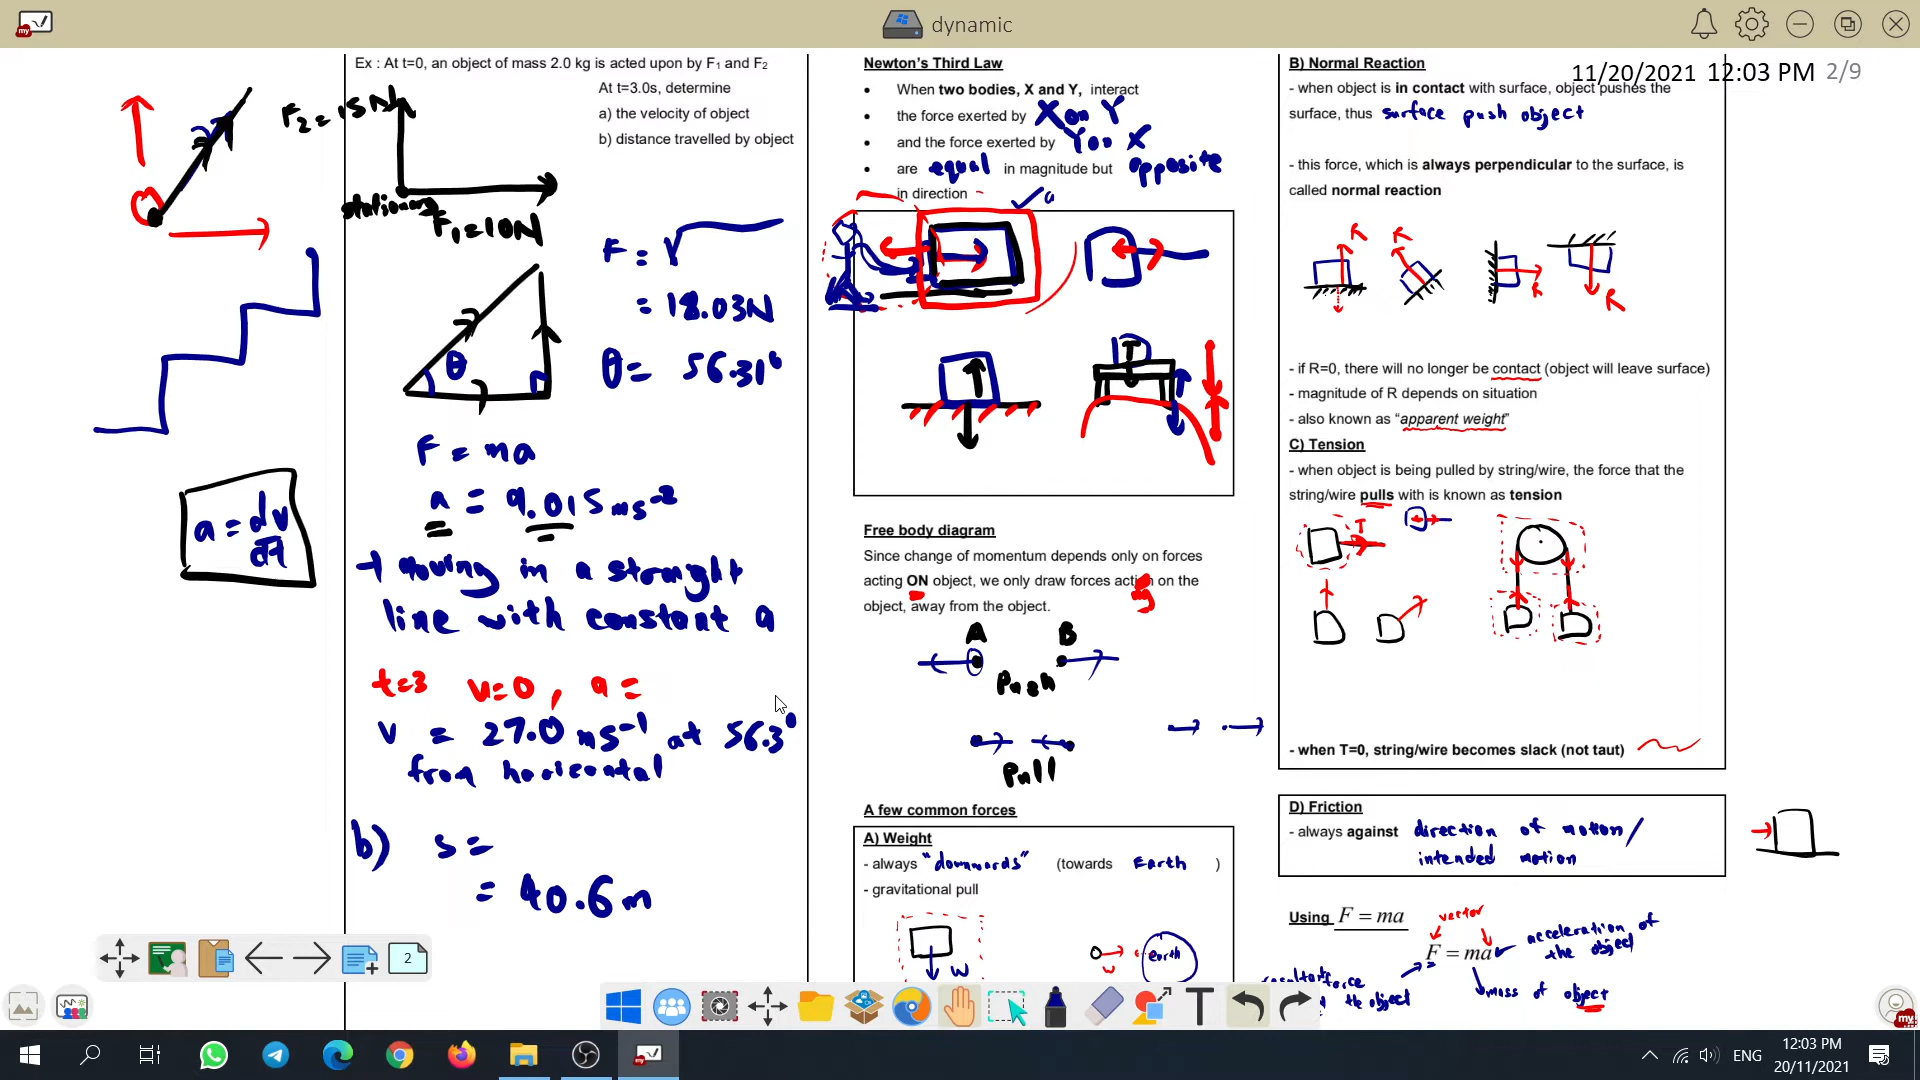 dynamic
11/20/2021 12:03 PM 2/9
Ex : At t=0, an object of mass 2.0 kg is acted upon by F₁ and F₂
At t=3.0s, determine
a) the velocity of object
b) distance travelled by object
F₂ = 15N
stationary
F₁=10N
F = √
= 18.03N
θ = 56.31°
θ
F = ma
a = 9.015 ms⁻²
a = dv/dt
→ moving in a straight
line with constant a
t=3 u=0, a =
v = 27.0 ms⁻¹ at 56.3°
from horizontal
b) s =
= 40.6 m
Newton's Third Law
• When two bodies, X and Y, interact
• the force exerted by X on Y
• and the force exerted by Y on X
• are equal in magnitude but opposite
in direction
a
Free body diagram
Since change of momentum depends only on forces
acting ON object, we only draw forces acting on the
object, away from the object.
A B
Push
Pull
A few common forces
A) Weight
- always "downwards" (towards Earth )
- gravitational pull
W
W
earth
B) Normal Reaction
- when object is in contact with surface, object pushes the
surface, thus surface push object
- this force, which is always perpendicular to the surface, is
called normal reaction
R R R R
- if R=0, there will no longer be contact (object will leave surface)
- magnitude of R depends on situation
- also known as "apparent weight"
C) Tension
- when object is being pulled by string/wire, the force that the
string/wire pulls with is known as tension
T
- when T=0, string/wire becomes slack (not taut)
D) Friction
- always against direction of motion/
intended motion
Using F = ma
vector
F = ma
acceleration of
the object
the object
mass of object
2
ENG
12:03 PM
20/11/2021